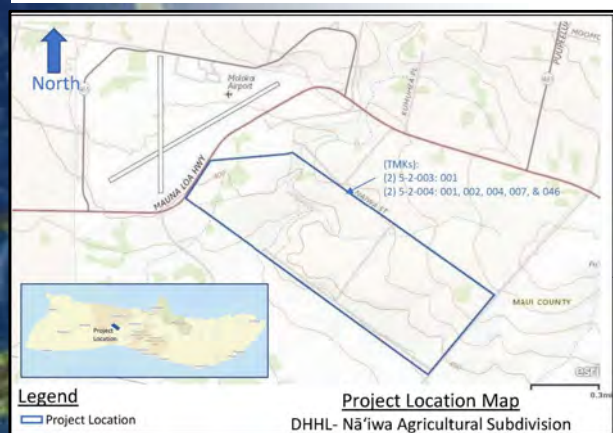 North
Molokai
Airport
MAUNA LOA HWY
KUHUWEA PL
(TMKs):
(2) 5-2-003: 001
(2) 5-2-004: 001, 002, 004, 007, & 046
MAUI COUNTY
esri
0.3mi
Project
Location
Legend
Project Location
Project Location Map
DHHL- Nā‘iwa Agricultural Subdivision